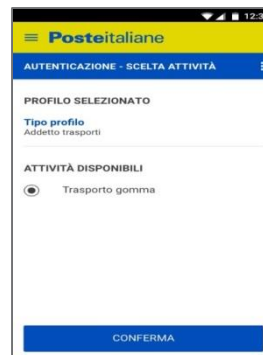 12:3
Posteitaliane
AUTENTICAZIONE - SCELTA ATTIVITÀ
PROFILO SELEZIONATO
Tipo profilo
Addetto trasporti
ATTIVITÀ DISPONIBILI
Trasporto gomma
CONFERMA